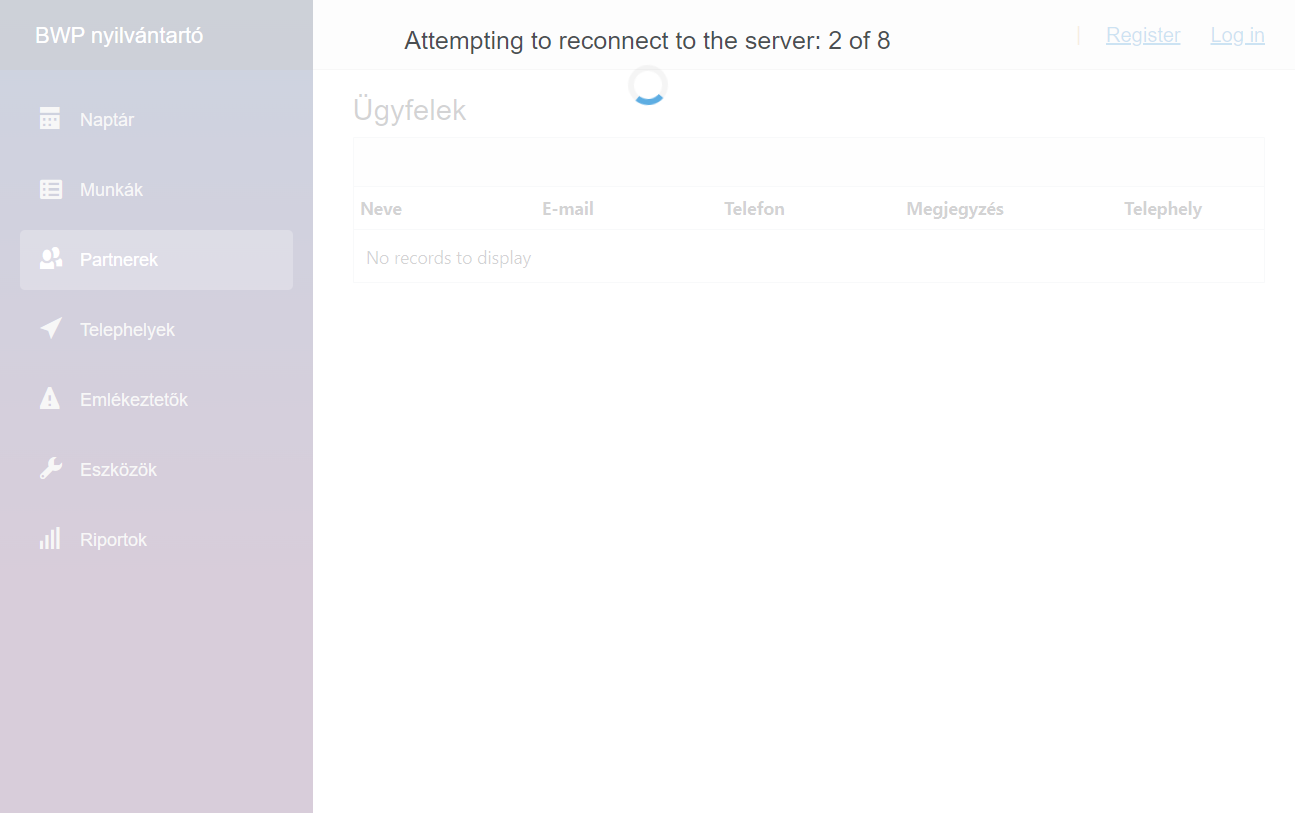 BWP nyilvántartó
Attempting to reconnect to the server: 2 of 8
| Register Log in
Naptár
Munkák
Partnerek
Telephelyek
Emlékeztetők
Eszközök
Riportok
Ügyfelek
Neve E-mail Telefon Megjegyzés Telephely
No records to display